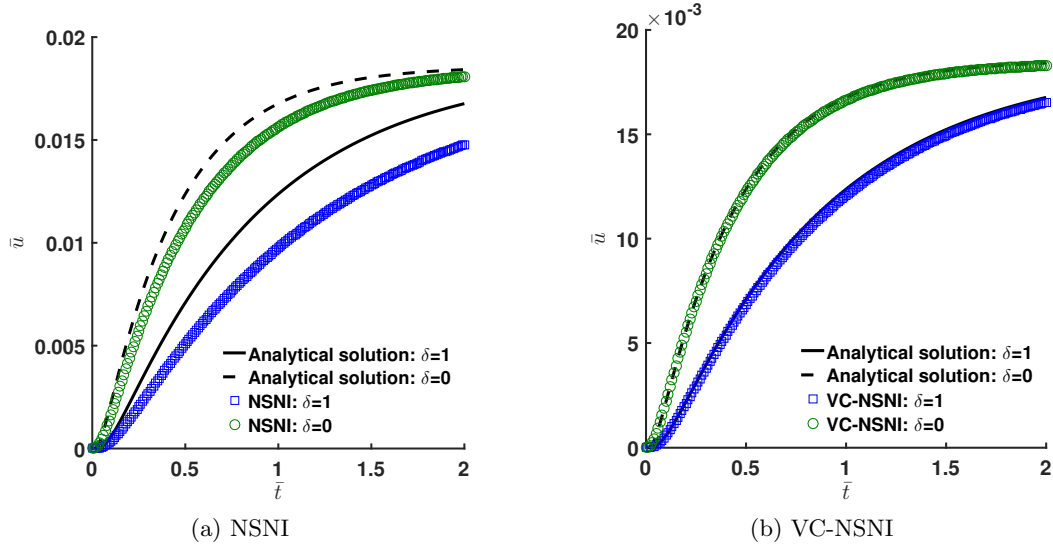 0.02
0.015
0.01
0.005
0
ū
0 0.5 1 1.5 2
t̄
Analytical solution: δ=1
Analytical solution: δ=0
NSNI: δ=1
NSNI: δ=0
(a) NSNI
×10⁻³
20
15
10
5
0
ū
0 0.5 1 1.5 2
t̄
Analytical solution: δ=1
Analytical solution: δ=0
VC-NSNI: δ=1
VC-NSNI: δ=0
(b) VC-NSNI